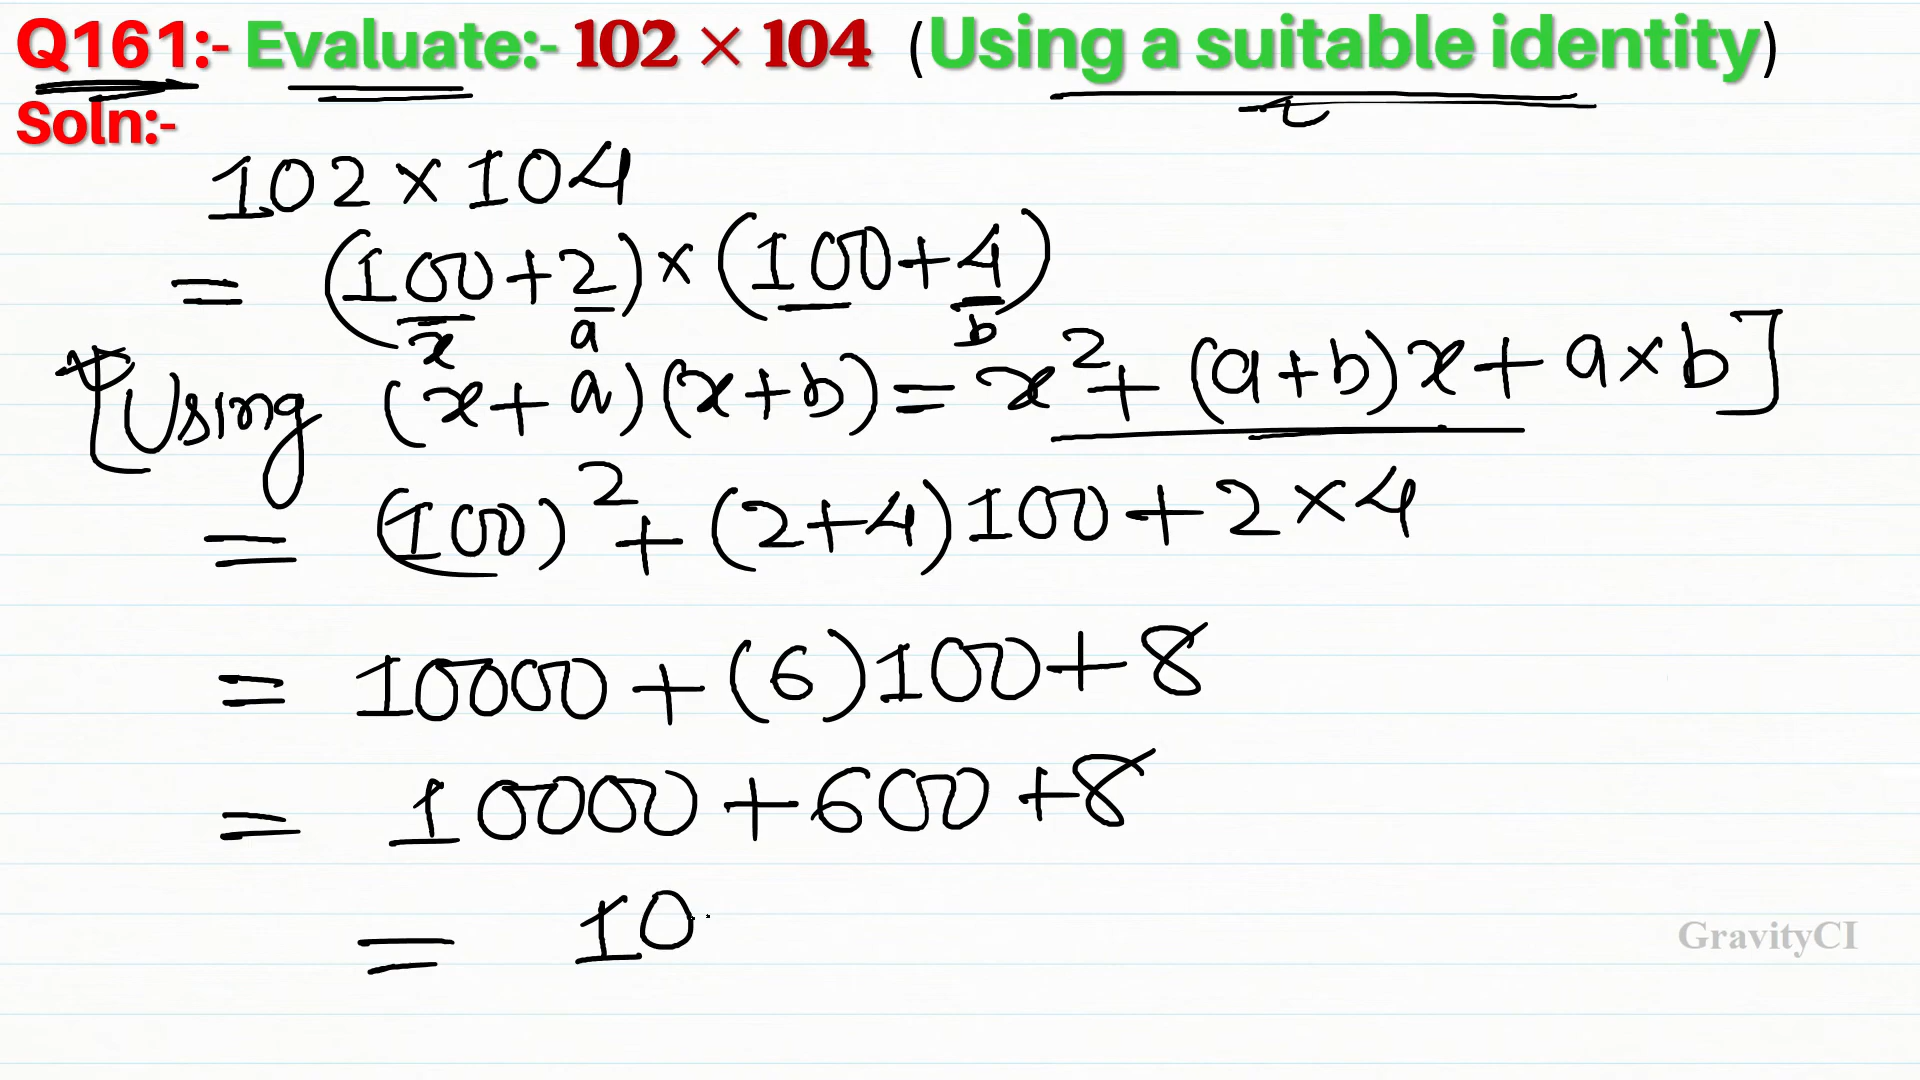 Q161:- Evaluate:- 102 × 104 (Using a suitable identity)
Soln:-
102 × 104
= (100+2) × (100+4)
x a b
[Using (x+a)(x+b) = x² + (a+b)x + a×b]
= (100)² + (2+4)100 + 2×4
= 10000 + (6)100 + 8
= 10000 + 600 + 8
= 10
GravityCI